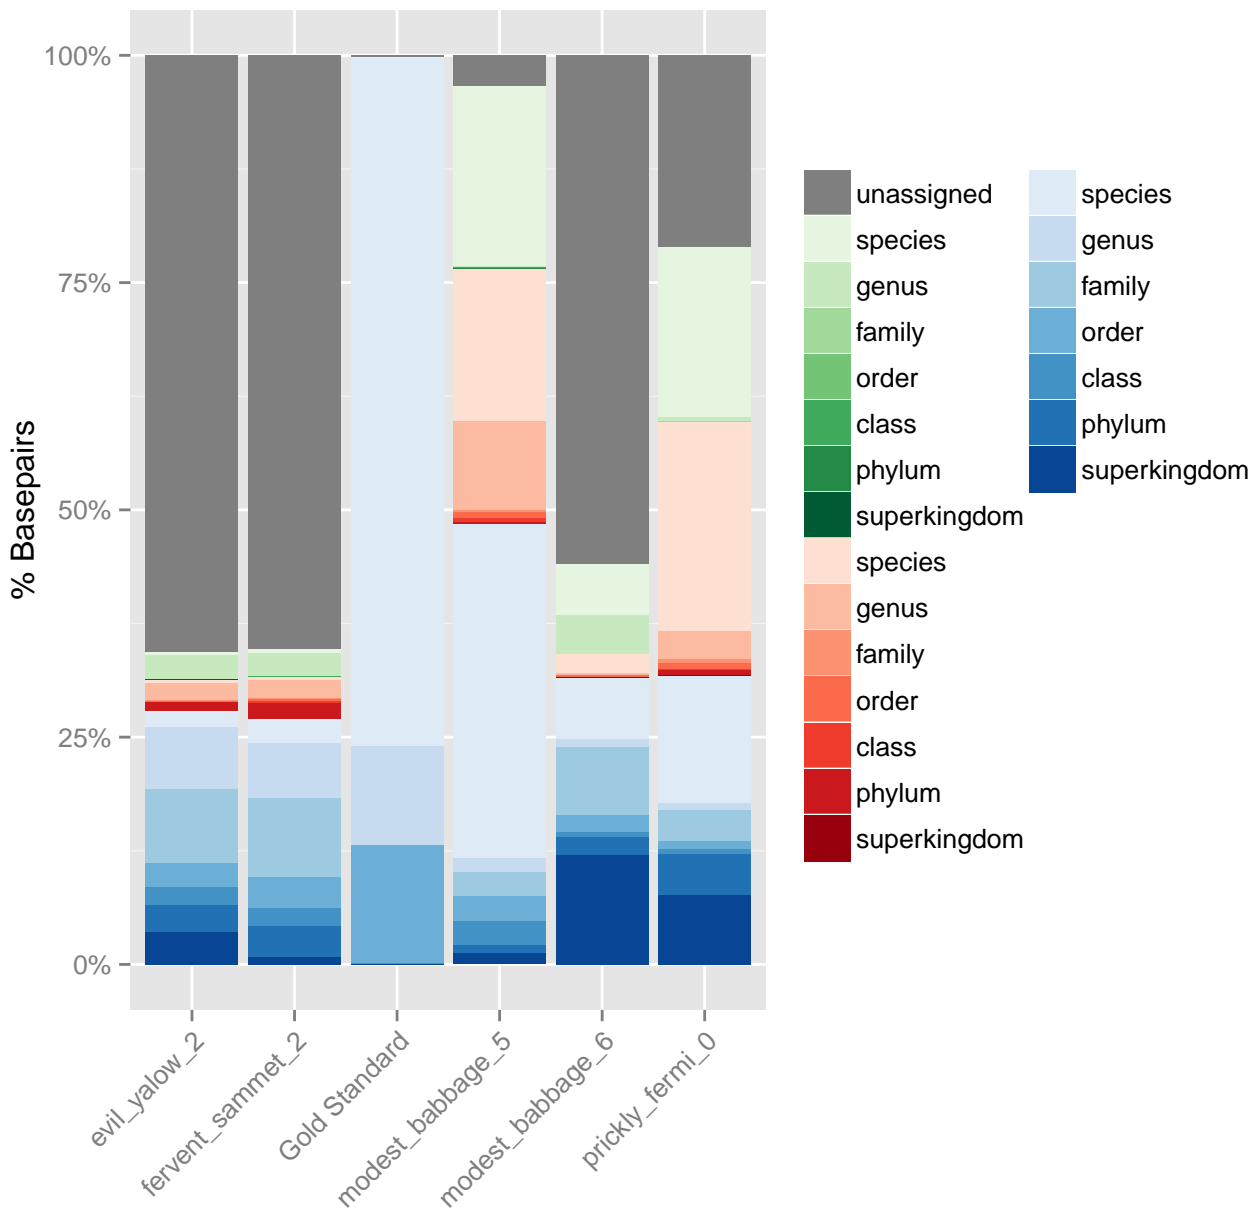 % Basepairs
100%
75%
50%
25%
0%
evil_yalow_2
fervent_sammet_2
Gold Standard
modest_babbage_5
modest_babbage_6
prickly_fermi_0
unassigned
species
genus
family
order
class
phylum
superkingdom
species
genus
family
order
class
phylum
superkingdom
species
genus
family
order
class
phylum
superkingdom